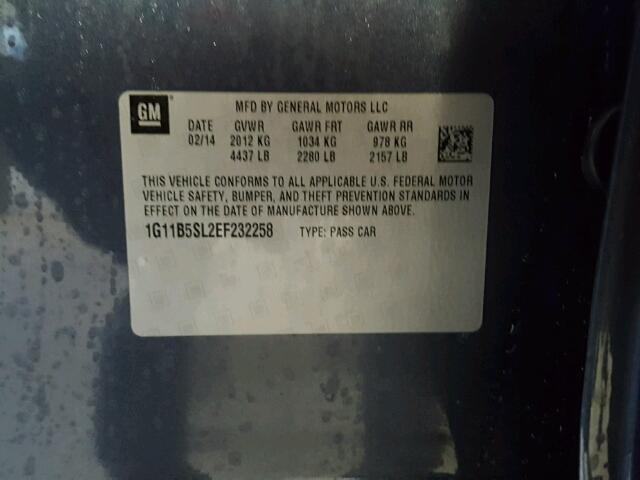 GM
MFD BY GENERAL MOTORS LLC
DATE GVWR GAWR FRT GAWR RR
02/14 2012 KG 1034 KG 978 KG
4437 LB 2280 LB 2157 LB
THIS VEHICLE CONFORMS TO ALL APPLICABLE U.S. FEDERAL MOTOR
VEHICLE SAFETY, BUMPER, AND THEFT PREVENTION STANDARDS IN
EFFECT ON THE DATE OF MANUFACTURE SHOWN ABOVE.
1G11B5SL2EF232258 TYPE: PASS CAR